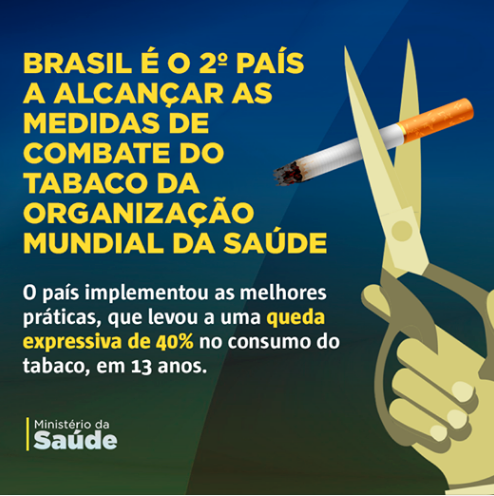 BRASIL É O 2º PAÍS
A ALCANÇAR AS
MEDIDAS DE
COMBATE DO
TABACO DA
ORGANIZAÇÃO
MUNDIAL DA SAÚDE
O país implementou as melhores
práticas, que levou a uma queda
expressiva de 40% no consumo do
tabaco, em 13 anos.
Ministério da
Saúde